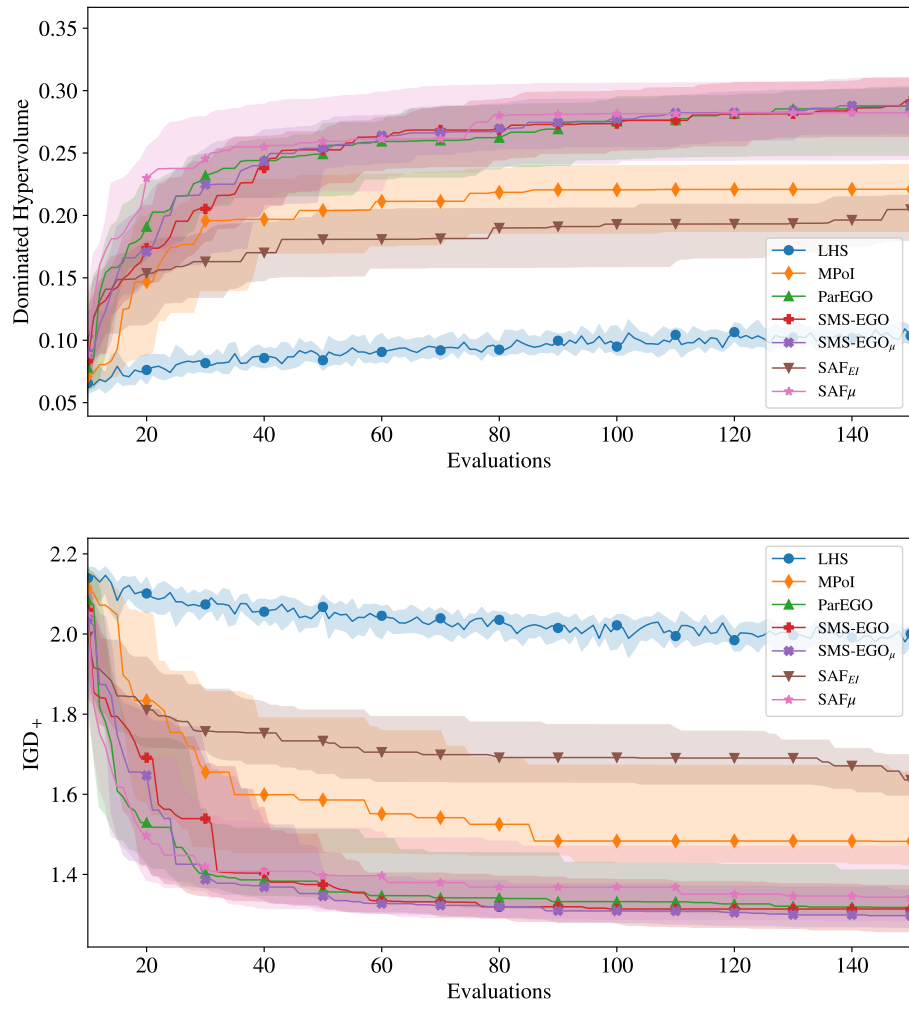 0.35
0.30
0.25
0.20
0.15
0.10
0.05
Dominated Hypervolume
LHS
MPoI
ParEGO
SMS-EGO
SMS-EGOμ
SAF_EI
SAFμ
20 40 60 80 100 120 140
Evaluations
2.2
2.0
1.8
1.6
1.4
IGD+
LHS
MPoI
ParEGO
SMS-EGO
SMS-EGOμ
SAF_EI
SAFμ
20 40 60 80 100 120 140
Evaluations